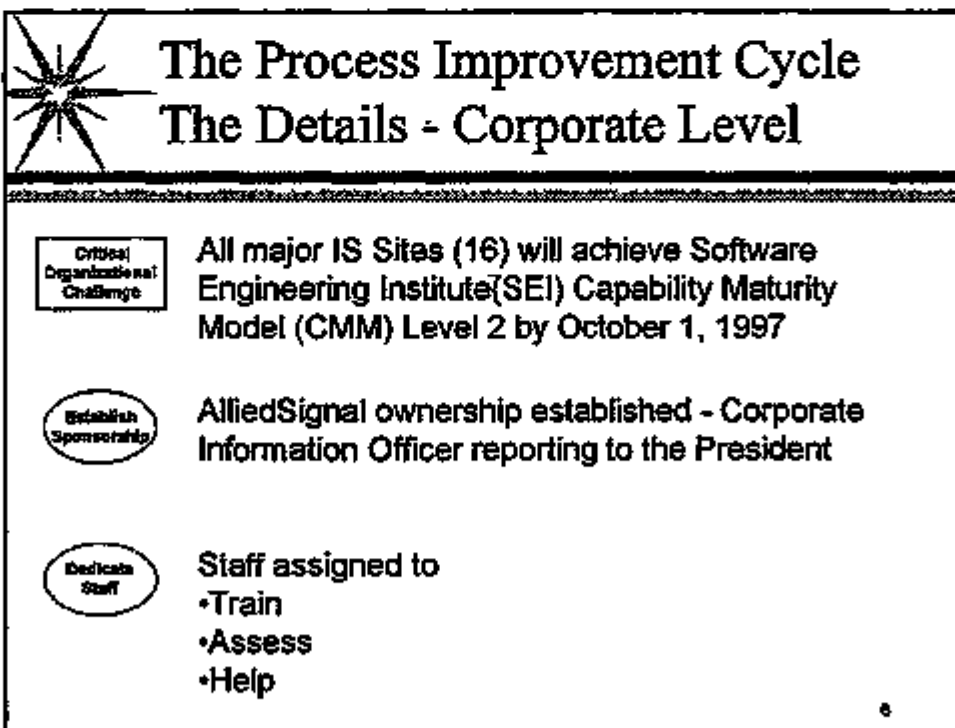 The Process Improvement Cycle
The Details - Corporate Level
Critical
Organizational
Challenge
All major IS Sites (16) will achieve Software
Engineering Institute (SEI) Capability Maturity
Model (CMM) Level 2 by October 1, 1997
Establish
Sponsorship
AlliedSignal ownership established - Corporate
Information Officer reporting to the President
Dedicate
Staff
Staff assigned to
•Train
•Assess
•Help